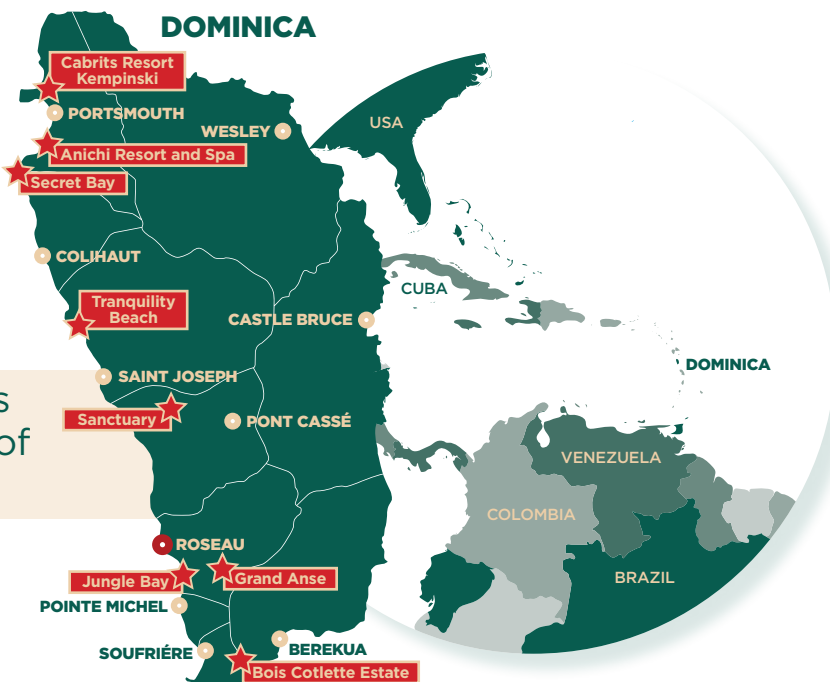 DOMINICA
Cabrits Resort
Kempinski
PORTSMOUTH
WESLEY
USA
Anichi Resort and Spa
Secret Bay
COLIHAUT
CUBA
Tranquility
Beach
CASTLE BRUCE
DOMINICA
SAINT JOSEPH
s
Sanctuary
PONT CASSÉ
of
VENEZUELA
COLOMBIA
ROSEAU
Jungle Bay
Grand Anse
BRAZIL
POINTE MICHEL
SOUFRIÉRE
BEREKUA
Bois Cotlette Estate